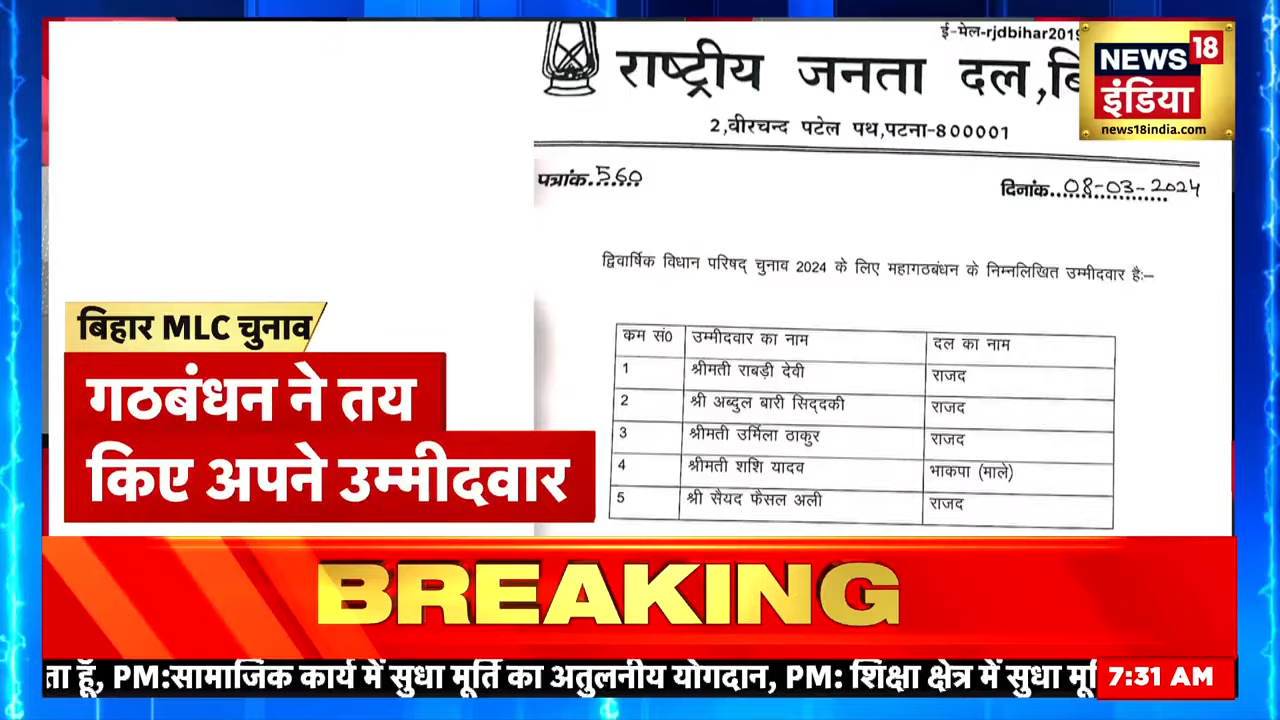 ई-मेल-rjdbihar2019
राष्ट्रीय जनता दल,
2,वीरचन्द पटेल पथ,पटना-800001
पत्रांक.560
दिनांक.08-03-2024
द्विवार्षिक विधान परिषद् चुनाव 2024 के लिए महागठबंधन के निम्नलिखित उम्मीदवार है:–
कम सं0 उम्मीदवार का नाम दल का नाम
1 श्रीमती राबड़ी देवी राजद
2 श्री अब्दुल बारी सिद्दकी राजद
3 श्रीमती उर्मिला ठाकुर राजद
4 श्रीमती शशि यादव भाकपा (माले)
5 श्री सैयद फैसल अली राजद
NEWS 18
इंडिया
news18india.com
बिहार MLC चुनाव
गठबंधन ने तय
किए अपने उम्मीदवार
BREAKING
ता हूँ, PM:सामाजिक कार्य में सुधा मूर्ति का अतुलनीय योगदान, PM: शिक्षा क्षेत्र में सुधा
7:31 AM